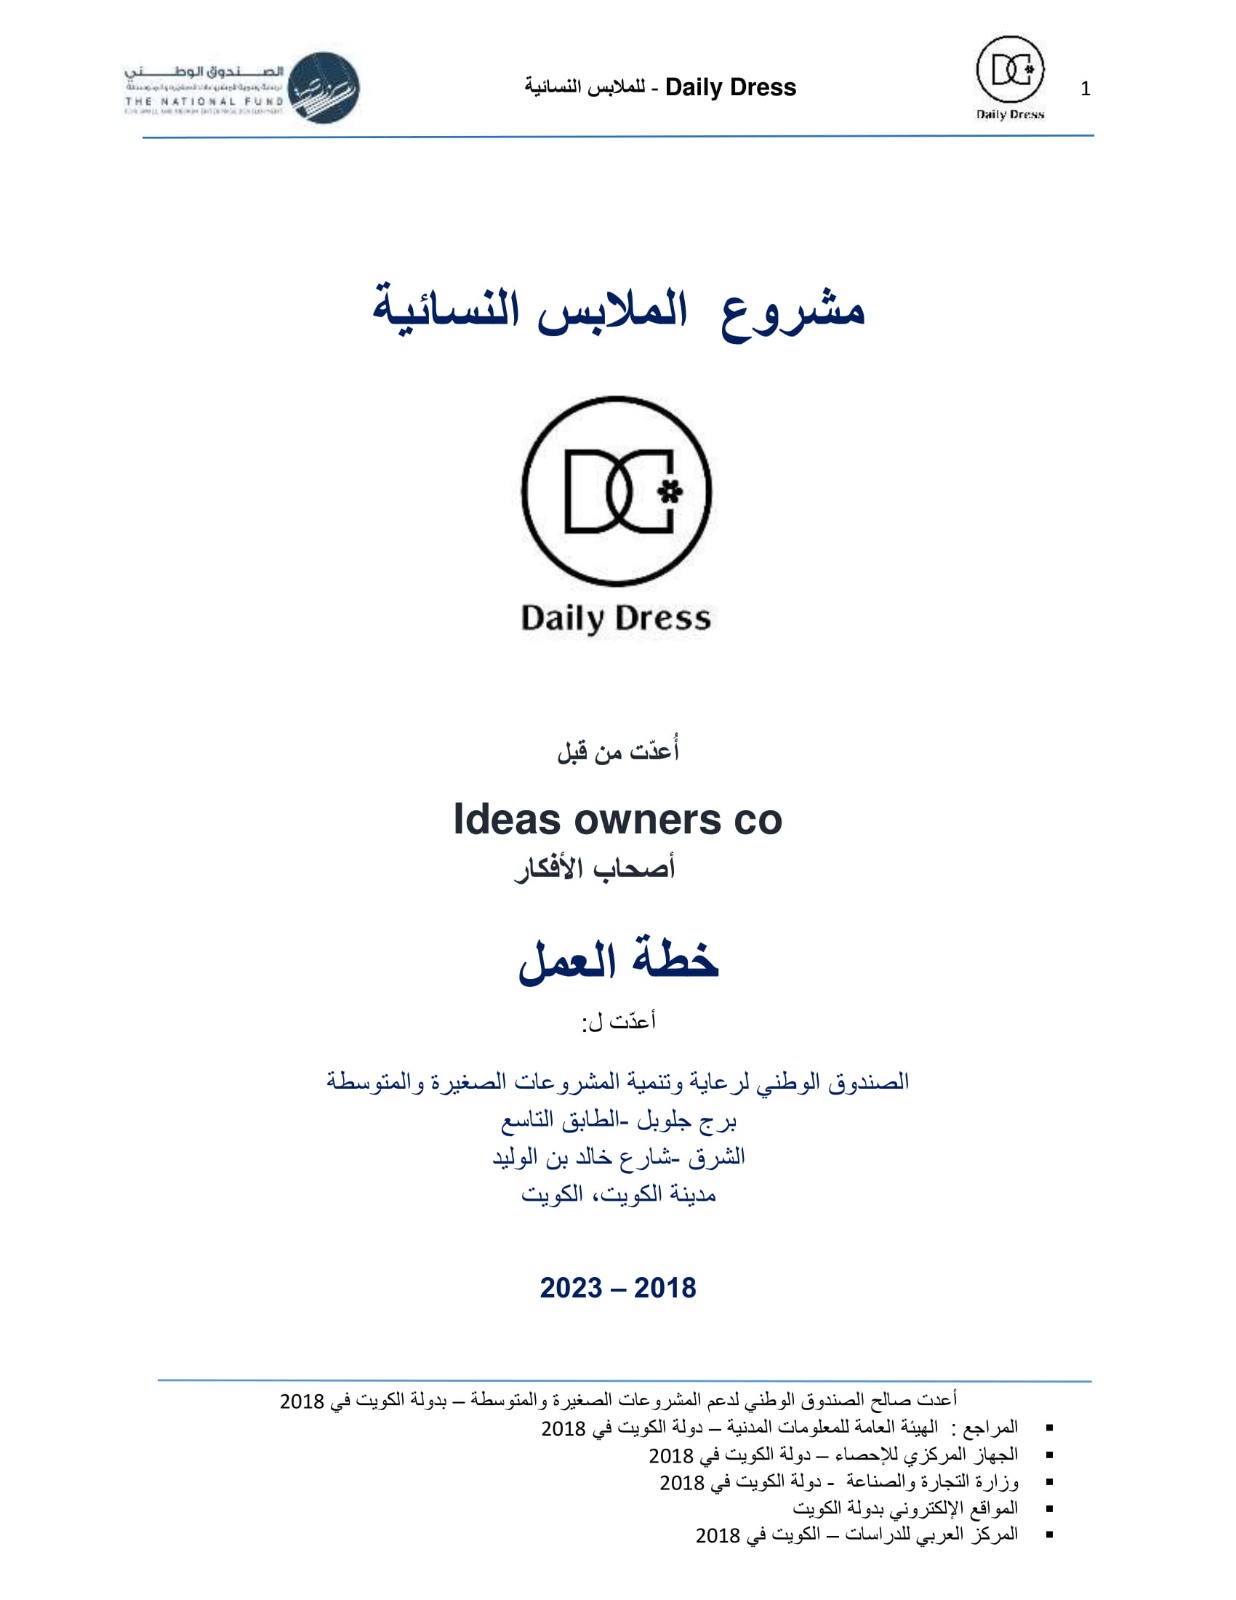 1
Daily Dress
Daily Dress - للملابس النسائية
الصندوق الوطني
THE NATIONAL FUND
مشروع الملابس النسائية
Daily Dress
أُعدّت من قبل
Ideas owners co
أصحاب الأفكار
خطة العمل
أعدّت ل:
الصندوق الوطني لرعاية وتنمية المشروعات الصغيرة والمتوسطة
برج جلوبل -الطابق التاسع
الشرق -شارع خالد بن الوليد
مدينة الكويت، الكويت
2018 – 2023
أعدت صالح الصندوق الوطني لدعم المشروعات الصغيرة والمتوسطة – بدولة الكويت في 2018
▪ المراجع : الهيئة العامة للمعلومات المدنية – دولة الكويت في 2018
▪ الجهاز المركزي للإحصاء – دولة الكويت في 2018
▪ وزارة التجارة والصناعة - دولة الكويت في 2018
▪ المواقع الإلكتروني بدولة الكويت
▪ المركز العربي للدراسات – الكويت في 2018